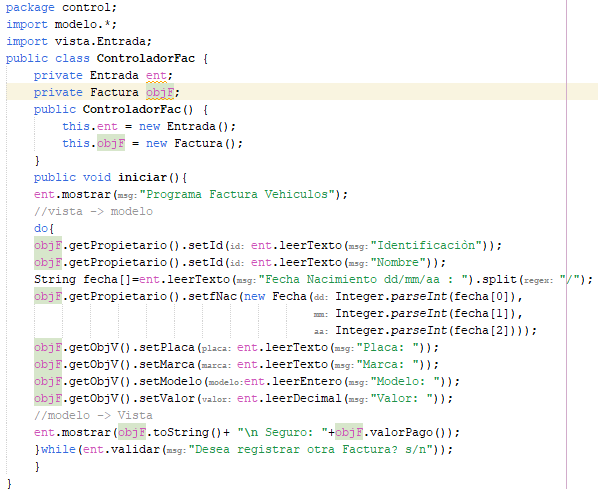 package control;
import modelo.*;
import vista.Entrada;
public class ControladorFac {
private Entrada ent;
private Factura objF;
public ControladorFac() {
this.ent = new Entrada();
this.objF = new Factura();
}
public void iniciar(){
ent.mostrar(msg: "Programa Factura Vehiculos");
//vista -> modelo
do{
objF.getPropietario().setId(id: ent.leerTexto(msg:"Identificaciòn"));
objF.getPropietario().setId(id: ent.leerTexto(msg:"Nombre"));
String fecha[]=ent.leerTexto(msg:"Fecha Nacimiento dd/mm/aa : ").split(regex: "/");
objF.getPropietario().setfNac(new Fecha(dd: Integer.parseInt(fecha[0]),
mm: Integer.parseInt(fecha[1]),
aa: Integer.parseInt(fecha[2])));
objF.getObjV().setPlaca(placa: ent.leerTexto(msg:"Placa: "));
objF.getObjV().setMarca(marca: ent.leerTexto(msg:"Marca: "));
objF.getObjV().setModelo(modelo:ent.leerEntero(msg:"Modelo: "));
objF.getObjV().setValor(valor: ent.leerDecimal(msg:"Valor: "));
//modelo -> Vista
ent.mostrar(objF.toString()+ "\n Seguro: "+objF.valorPago());
}while(ent.validar(msg:"Desea registrar otra Factura? s/n"));
}
}